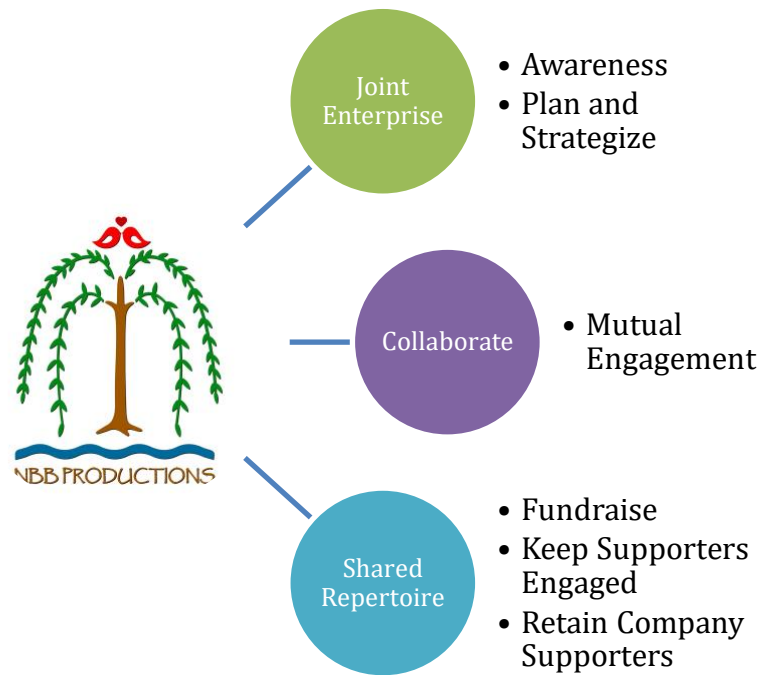 Joint
Enterprise
• Awareness
• Plan and
Strategize
Collaborate
• Mutual
Engagement
NBB PRODUCTIONS
Shared
Repertoire
• Fundraise
• Keep Supporters
Engaged
• Retain Company
Supporters